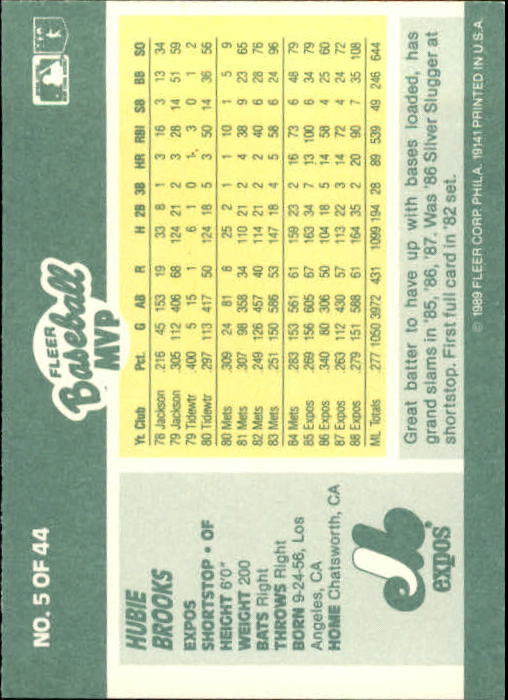 NO. 5 OF 44
FLEER
Baseball
MVP
HUBIE
BROOKS
EXPOS
SHORTSTOP • OF
HEIGHT 6'0"
WEIGHT 200
BATS Right
THROWS Right
BORN 9-24-56, Los
Angeles, CA
HOME Chatsworth, CA
expos®
Yr. Club Pct. G AB R H 2B 3B HR RBI SB BB SO
78 Jackson .216 45 153 19 33 8 1 3 16 3 13 34
79 Jackson 305 112 406 68 124 21 2 3 28 14 51 59
79 Tidewtr 400 5 15 1 6 1 0 1 3 0 1 2
80 Tidewtr 297 113 417 50 124 18 5 3 50 14 36 56
80 Mets .309 24 81 8 25 2 1 1 10 1 5 9
81 Mets 307 98 358 34 110 21 2 4 38 9 23 65
82 Mets 249 126 457 40 114 21 2 2 40 6 28 76
83 Mets 251 150 586 53 147 18 4 5 58 6 24 96
84 Mets 283 153 561 61 159 23 2 16 73 6 48 79
85 Expos 269 156 605 67 163 34 7 13 100 6 34 79
86 Expos 340 80 306 50 104 18 5 14 58 4 25 60
87 Expos 263 112 430 57 113 22 3 14 72 4 24 72
88 Expos 279 151 588 61 164 35 2 20 90 7 35 108
ML Totals .277 1050 3972 431 1099 194 28 89 539 49 246 644
Great batter to have up with bases loaded, has
grand slams in '85, '86, '87. Was '86 Silver Slugger at
shortstop. First full card in '82 set.
© 1989 FLEER CORP. PHILA. 19141 PRINTED IN U.S.A.